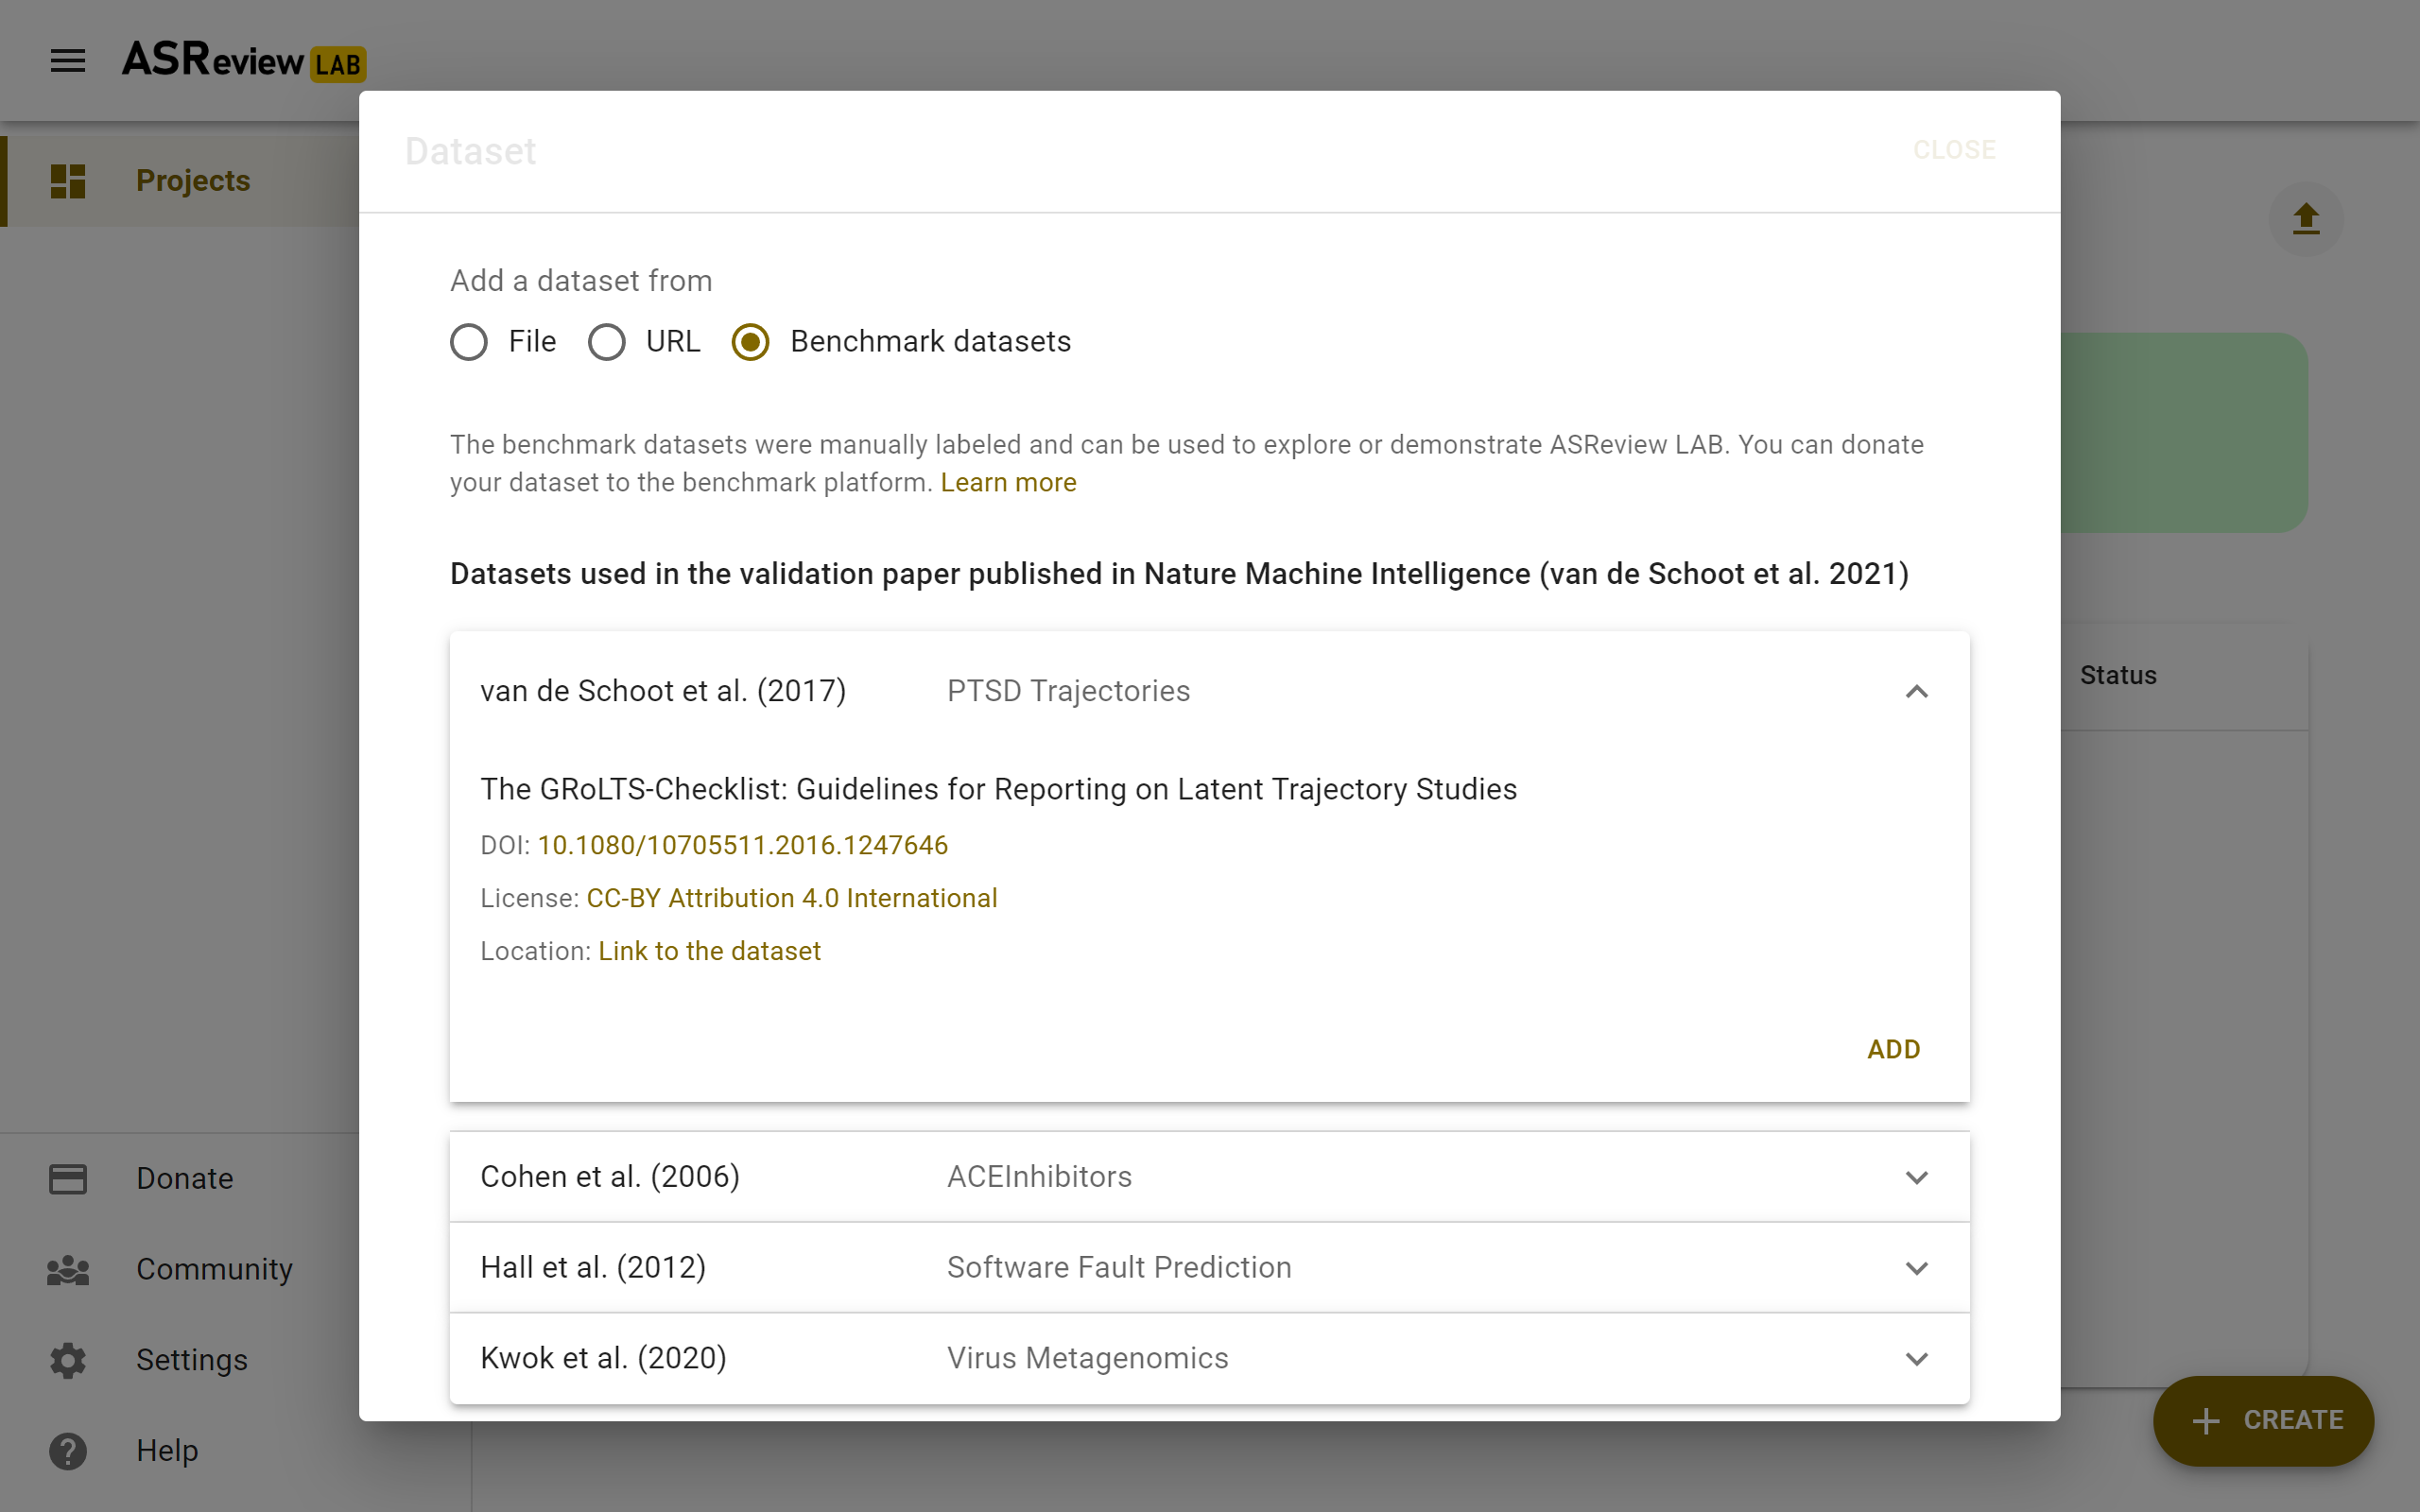 ASReview LAB
Projects
Dataset
CLOSE
Add a dataset from
File
URL
Benchmark datasets
The benchmark datasets were manually labeled and can be used to explore or demonstrate ASReview LAB. You can donate
your dataset to the benchmark platform. Learn more
Datasets used in the validation paper published in Nature Machine Intelligence (van de Schoot et al. 2021)
van de Schoot et al. (2017) PTSD Trajectories
The GRoLTS-Checklist: Guidelines for Reporting on Latent Trajectory Studies
DOI: 10.1080/10705511.2016.1247646
License: CC-BY Attribution 4.0 International
Location: Link to the dataset
ADD
Cohen et al. (2006) ACEInhibitors
Hall et al. (2012) Software Fault Prediction
Kwok et al. (2020) Virus Metagenomics
Status
Donate
Community
Settings
Help
CREATE